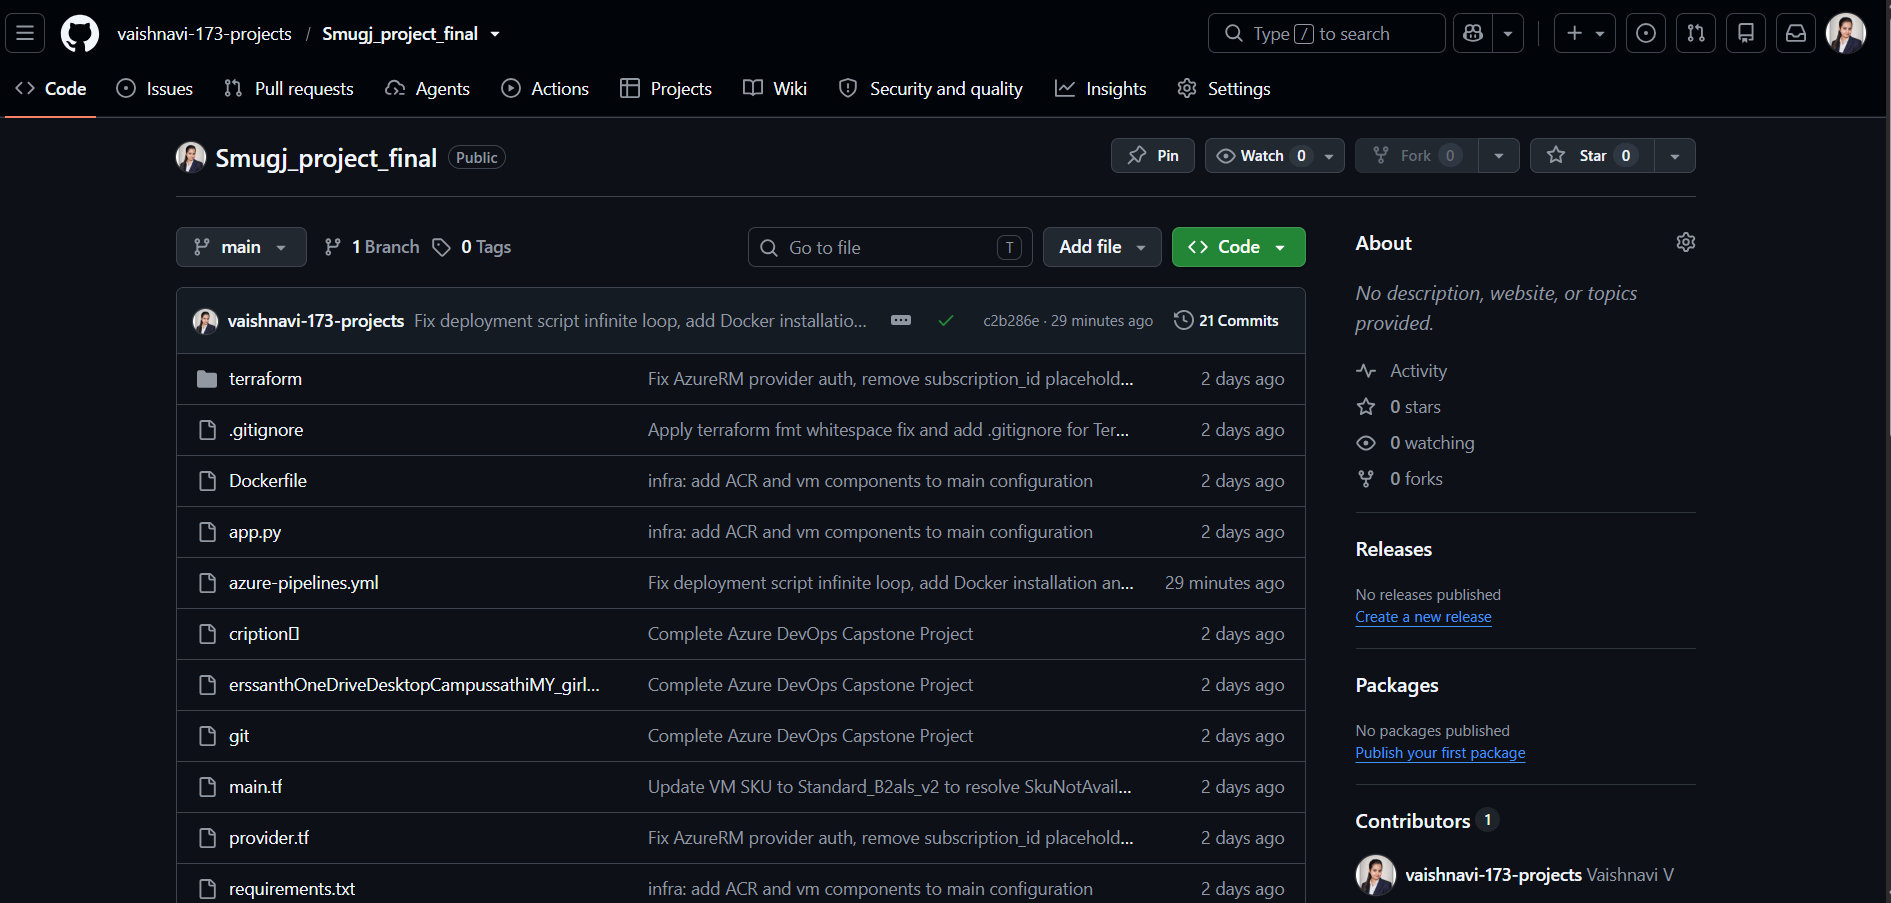 vaishnavi-173-projects / Smugj_project_final
Type / to search
Code Issues Pull requests Agents Actions Projects Wiki Security and quality Insights Settings
Smugj_project_final Public
Pin Watch 0 Fork 0 Star 0
main 1 Branch 0 Tags
Go to file T Add file Code
vaishnavi-173-projects Fix deployment script infinite loop, add Docker installatio... c2b286e · 29 minutes ago 21 Commits
terraform Fix AzureRM provider auth, remove subscription_id placehold... 2 days ago
.gitignore Apply terraform fmt whitespace fix and add .gitignore for Ter... 2 days ago
Dockerfile infra: add ACR and vm components to main configuration 2 days ago
app.py infra: add ACR and vm components to main configuration 2 days ago
azure-pipelines.yml Fix deployment script infinite loop, add Docker installation an... 29 minutes ago
cription▯ Complete Azure DevOps Capstone Project 2 days ago
erssanthOneDriveDesktopCampussathiMY_girl... Complete Azure DevOps Capstone Project 2 days ago
git Complete Azure DevOps Capstone Project 2 days ago
main.tf Update VM SKU to Standard_B2als_v2 to resolve SkuNotAvail... 2 days ago
provider.tf Fix AzureRM provider auth, remove subscription_id placehold... 2 days ago
requirements.txt infra: add ACR and vm components to main configuration 2 days ago
About
No description, website, or topics
provided.
Activity
0 stars
0 watching
0 forks
Releases
No releases published
Create a new release
Packages
No packages published
Publish your first package
Contributors 1
vaishnavi-173-projects Vaishnavi V